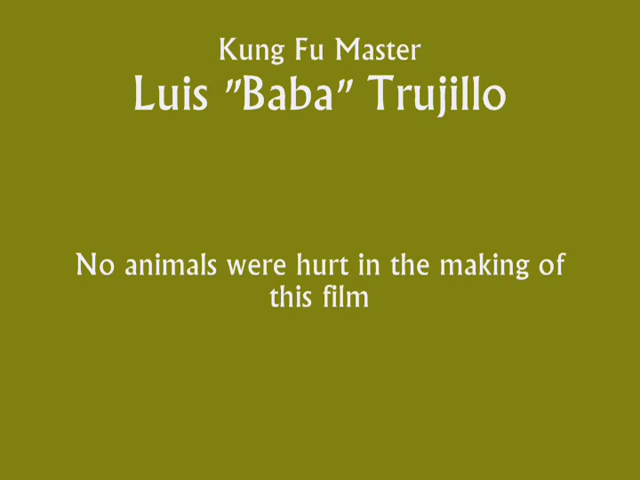 Kung Fu Master
Luis "Baba" Trujillo
No animals were hurt in the making of
this film